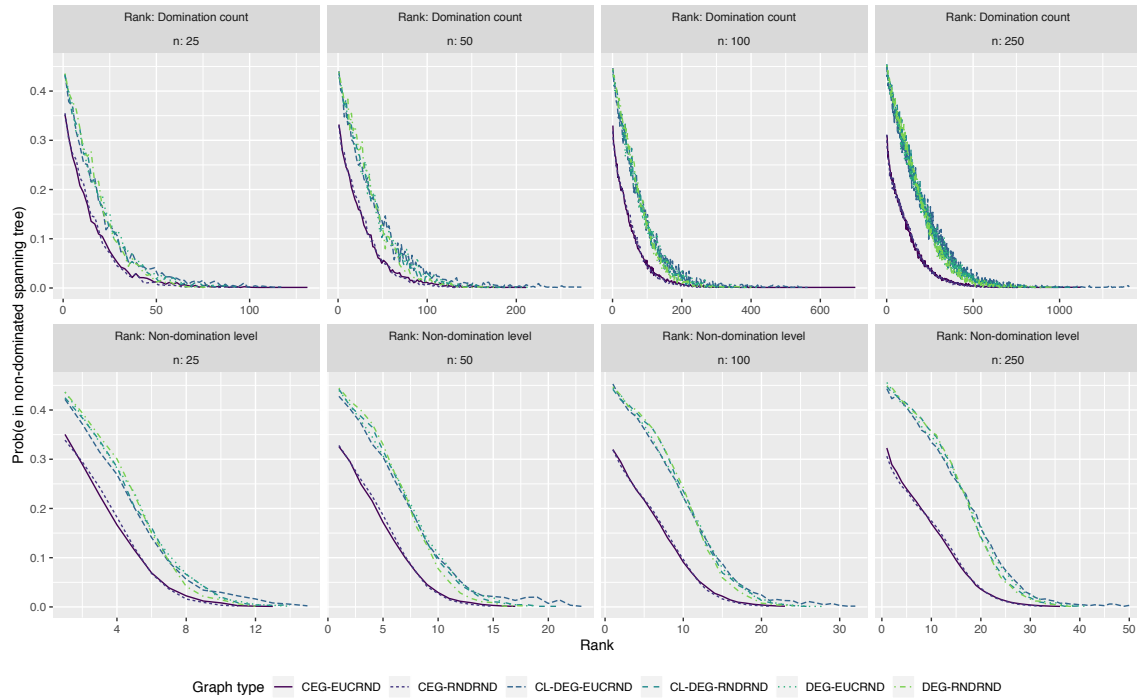 Rank: Domination count
n: 25
Rank: Domination count
n: 50
Rank: Domination count
n: 100
Rank: Domination count
n: 250
0.4
0.3
0.2
0.1
0.0
0 50 100
0 100 200
0 200 400 600
0 500 1000
Rank: Non-domination level
n: 25
Rank: Non-domination level
n: 50
Rank: Non-domination level
n: 100
Rank: Non-domination level
n: 250
0.4
0.3
0.2
0.1
0.0
4 8 12
0 5 10 15 20
0 10 20 30
0 10 20 30 40 50
Prob(e in non-dominated spanning tree)
Rank
Graph type CEG-EUCRND CEG-RNDRND CL-DEG-EUCRND CL-DEG-RNDRND DEG-EUCRND DEG-RNDRND